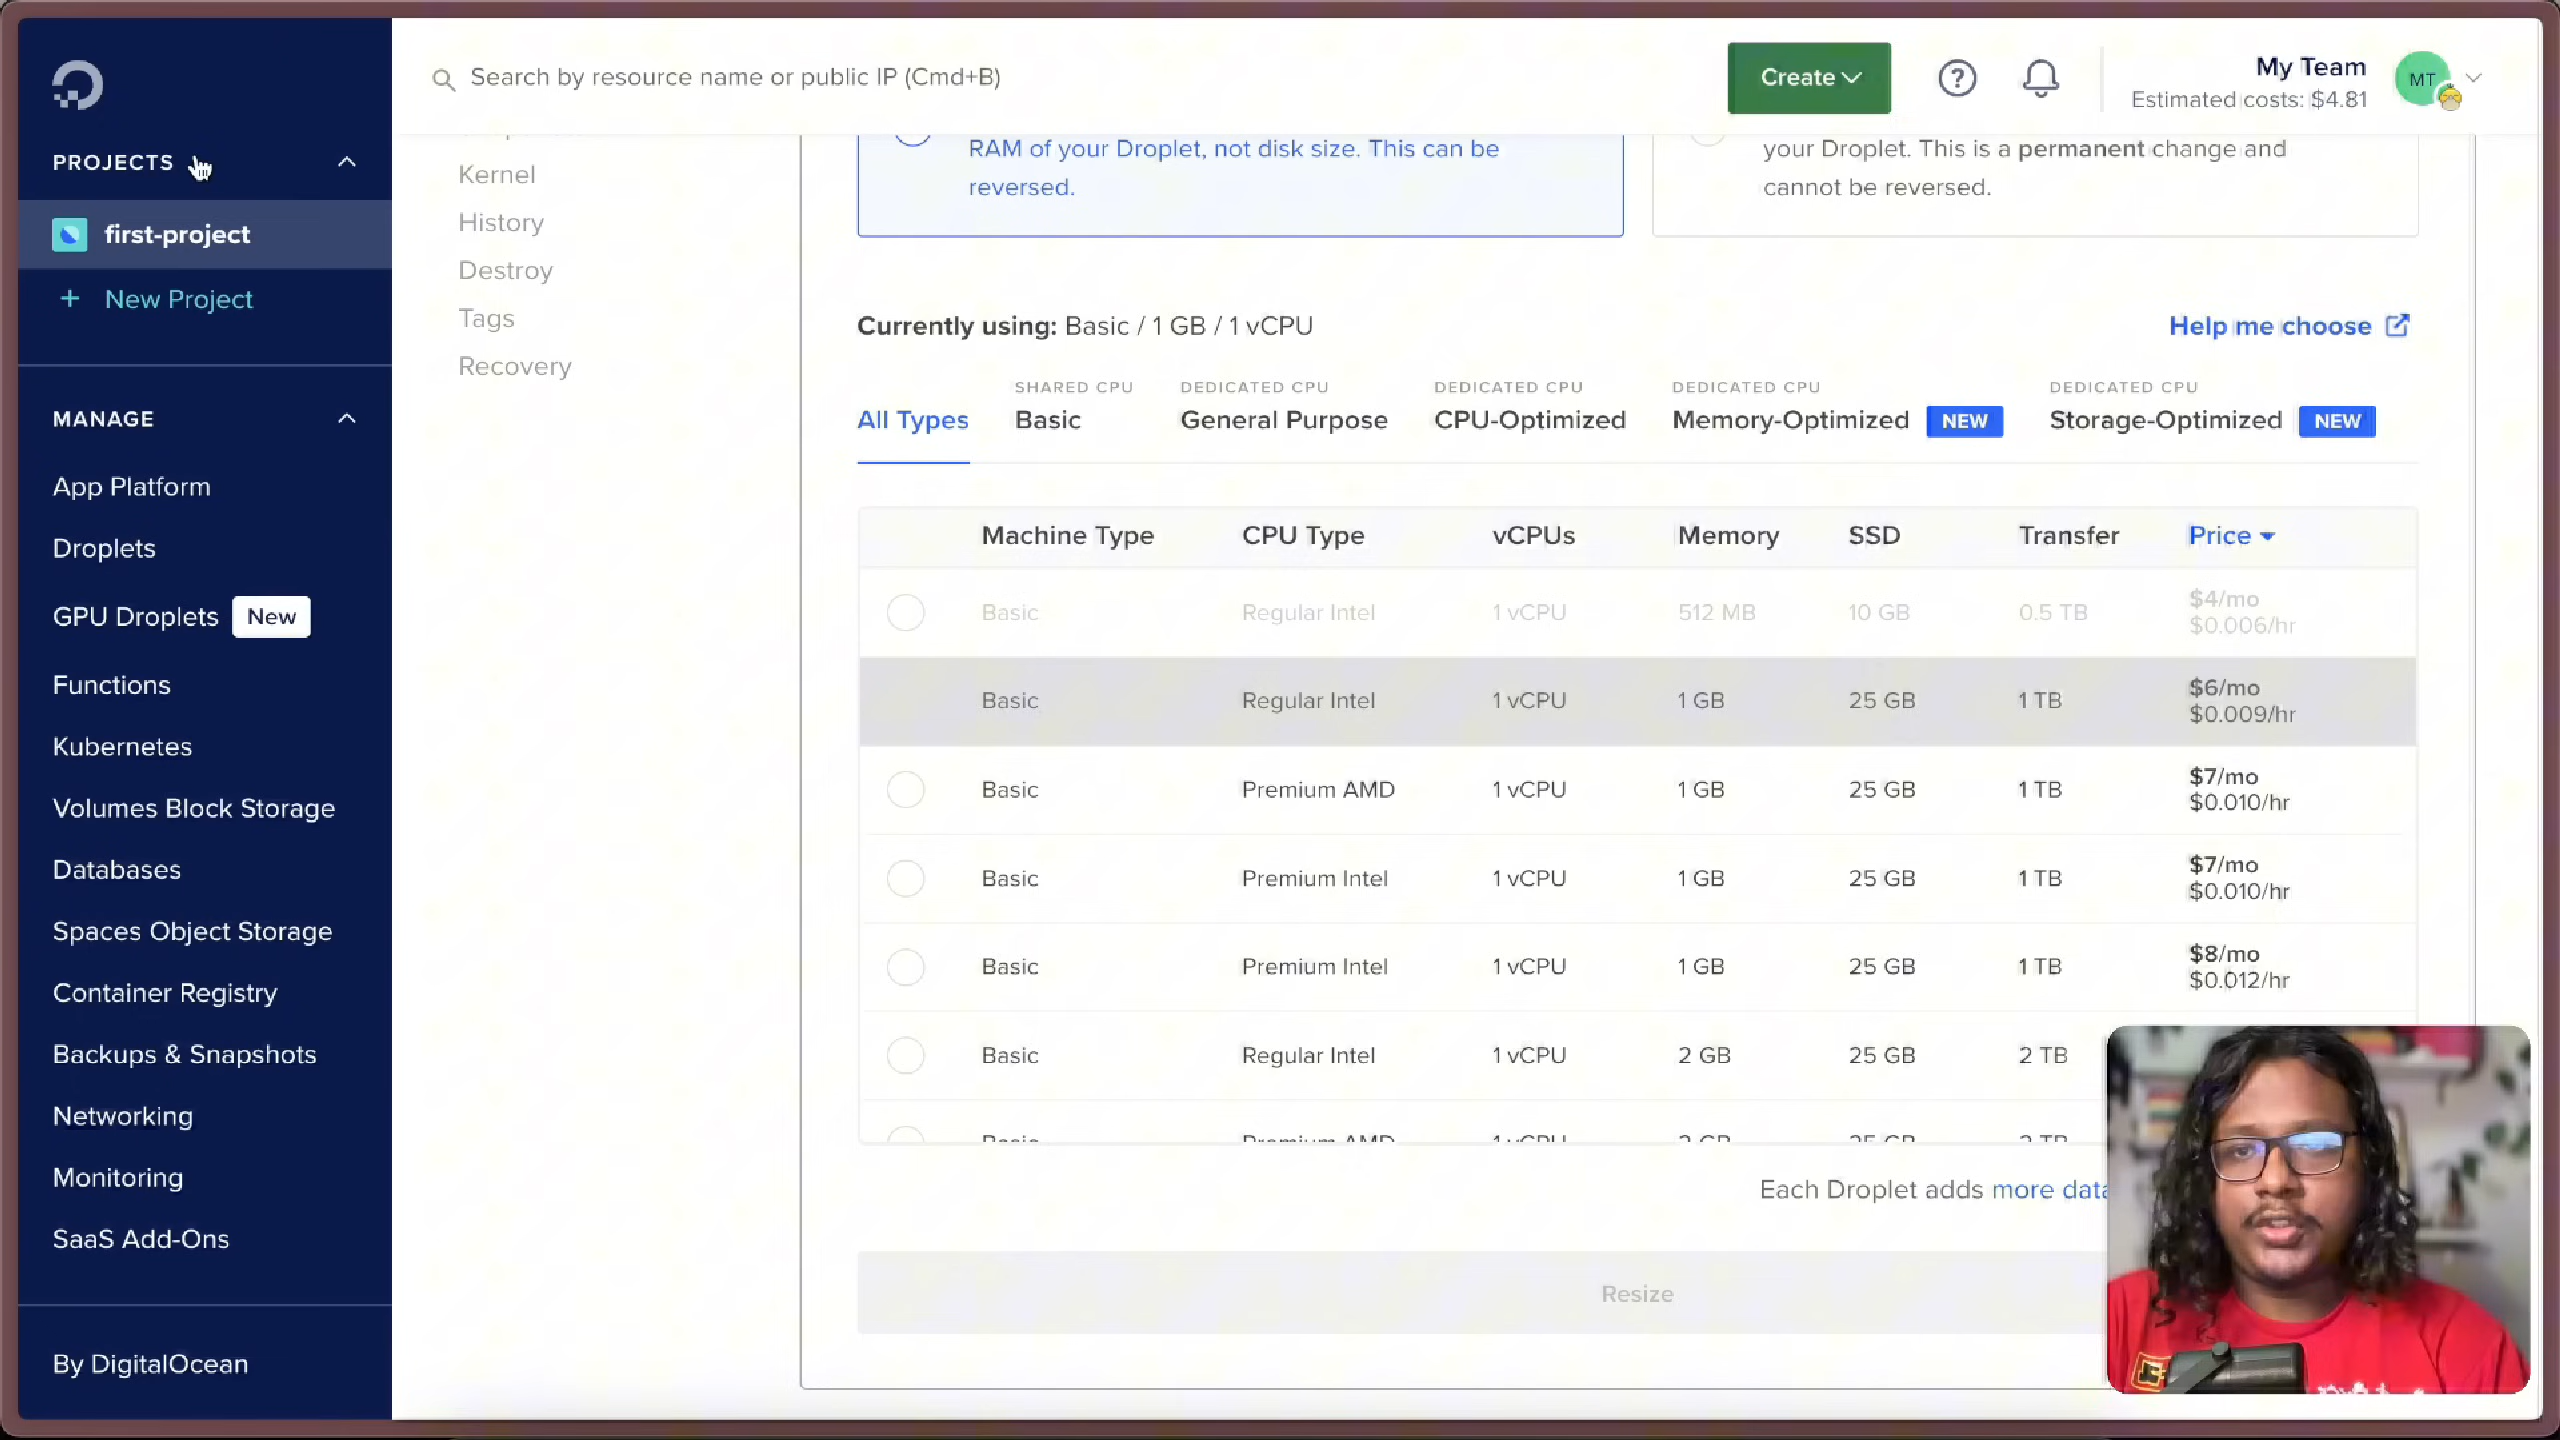 Search by resource name or public IP (Cmd+B)
Create
My Team
Estimated costs: $4.81
MT
PROJECTS
first-project
+ New Project
MANAGE
App Platform
Droplets
GPU Droplets New
Functions
Kubernetes
Volumes Block Storage
Databases
Spaces Object Storage
Container Registry
Backups & Snapshots
Networking
Monitoring
SaaS Add-Ons
By DigitalOcean
Kernel
History
Destroy
Tags
Recovery
RAM of your Droplet, not disk size. This can be
reversed.
your Droplet. This is a permanent change and
cannot be reversed.
Currently using: Basic / 1 GB / 1 vCPU
Help me choose
All Types
SHARED CPU
Basic
DEDICATED CPU
General Purpose
DEDICATED CPU
CPU-Optimized
DEDICATED CPU
Memory-Optimized NEW
DEDICATED CPU
Storage-Optimized NEW
Machine Type CPU Type vCPUs Memory SSD Transfer Price
Basic Regular Intel 1 vCPU 512 MB 10 GB 0.5 TB $4/mo
$0.006/hr
Basic Regular Intel 1 vCPU 1 GB 25 GB 1 TB $6/mo
$0.009/hr
Basic Premium AMD 1 vCPU 1 GB 25 GB 1 TB $7/mo
$0.010/hr
Basic Premium Intel 1 vCPU 1 GB 25 GB 1 TB $7/mo
$0.010/hr
Basic Premium Intel 1 vCPU 1 GB 25 GB 1 TB $8/mo
$0.012/hr
Basic Regular Intel 1 vCPU 2 GB 25 GB 2 TB
Basic Premium AMD 1 vCPU 2 GB 25 GB 2 TB
Each Droplet adds more data
Resize